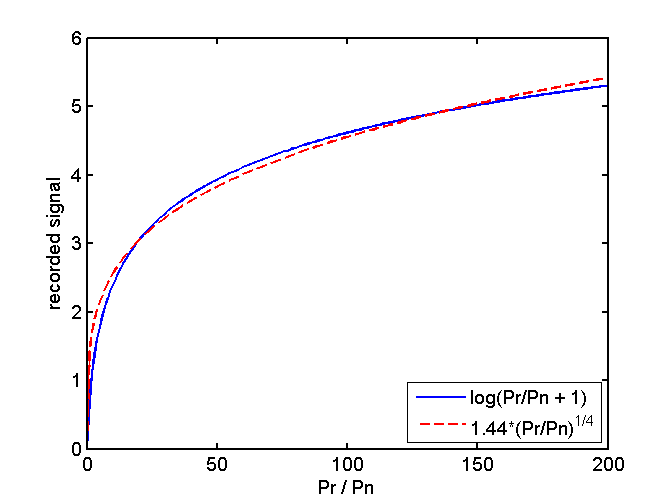 6
5
4
3
2
1
0
recorded signal
0 50 100 150 200
Pr / Pn
log(Pr/Pn + 1)
1.44*(Pr/Pn)^1/4